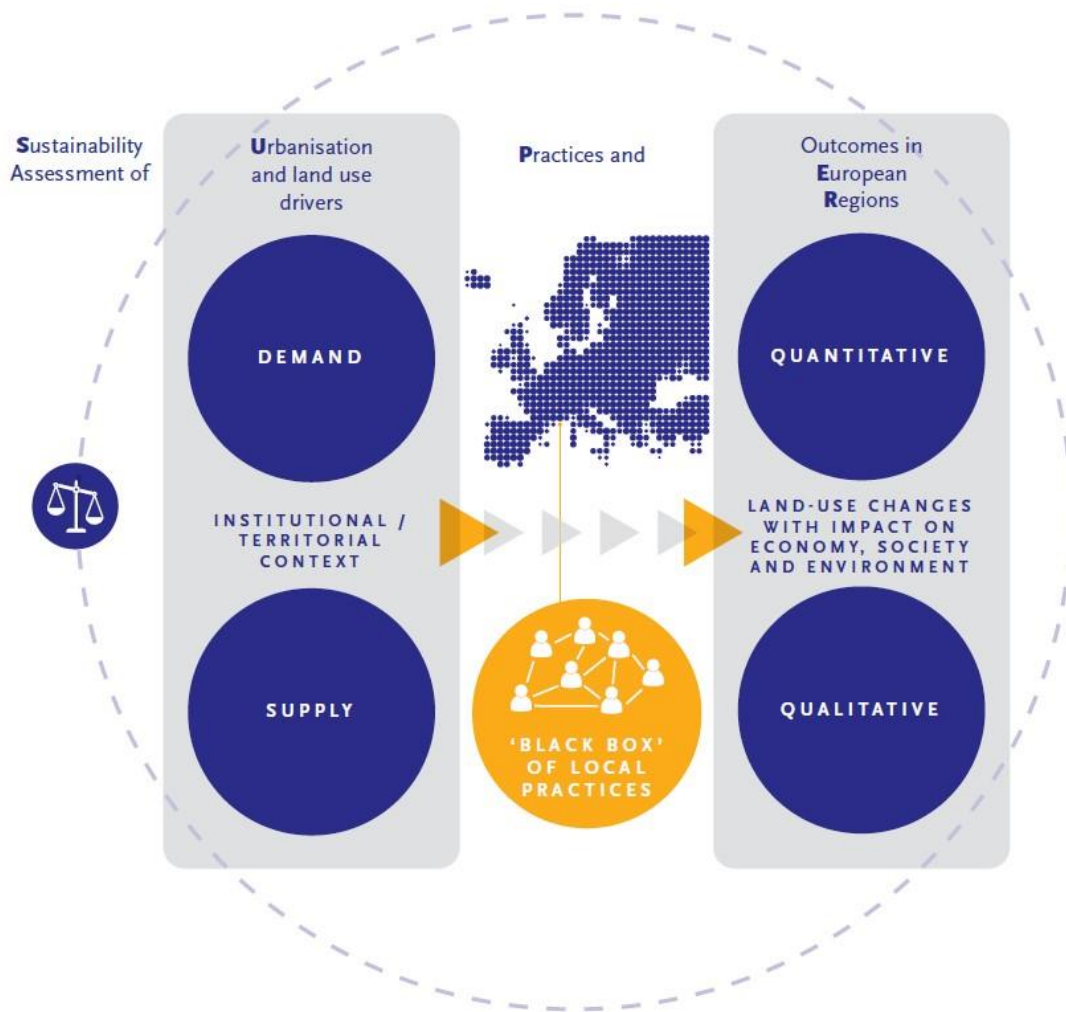 Sustainability
Assessment of
Urbanisation
and land use
drivers
Practices and
Outcomes in
European
Regions
DEMAND
QUANTITATIVE
INSTITUTIONAL /
TERRITORIAL
CONTEXT
LAND-USE CHANGES
WITH IMPACT ON
ECONOMY, SOCIETY
AND ENVIRONMENT
SUPPLY
‘BLACK BOX’
OF LOCAL
PRACTICES
QUALITATIVE